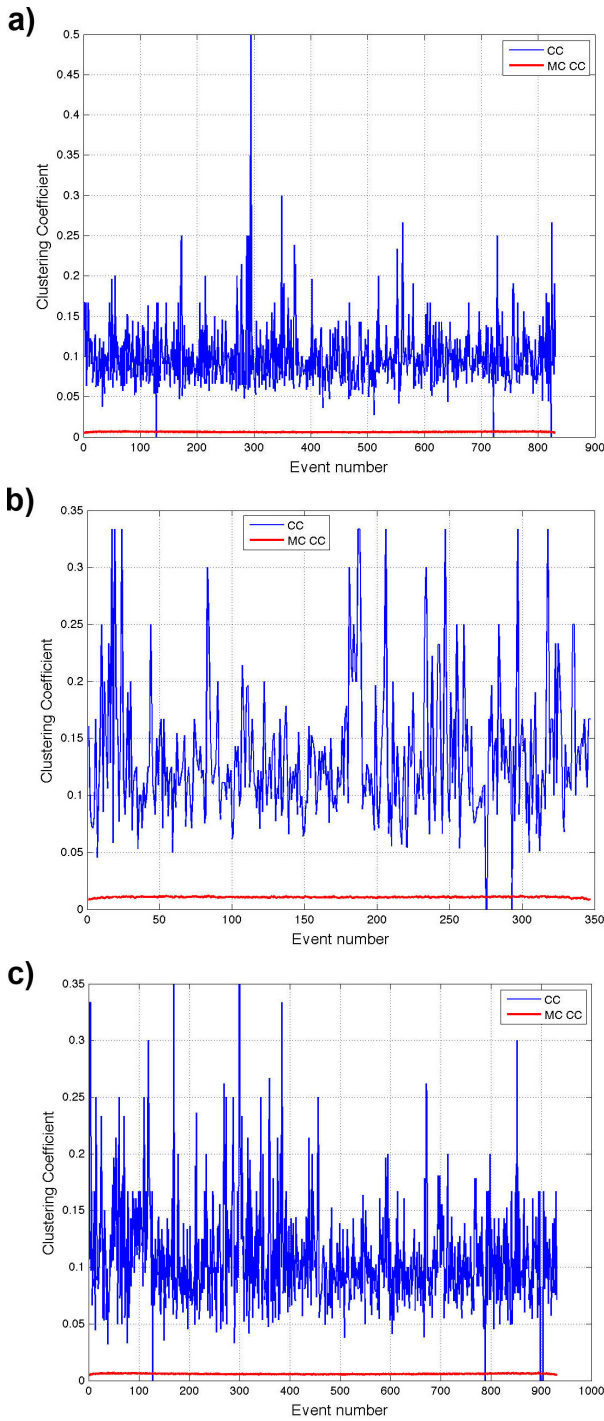 a)
0.5
0.45
0.4
0.35
0.3
0.25
0.2
0.15
0.1
0.05
0
Clustering Coefficient
CC
MC CC
0 100 200 300 400 500 600 700 800 900
Event number
b)
0.35
0.3
0.25
0.2
0.15
0.1
0.05
0
Clustering Coefficient
CC
MC CC
0 50 100 150 200 250 300 350
Event number
c)
0.35
0.3
0.25
0.2
0.15
0.1
0.05
0
Clustering Coefficient
CC
MC CC
0 100 200 300 400 500 600 700 800 900 1000
Event number